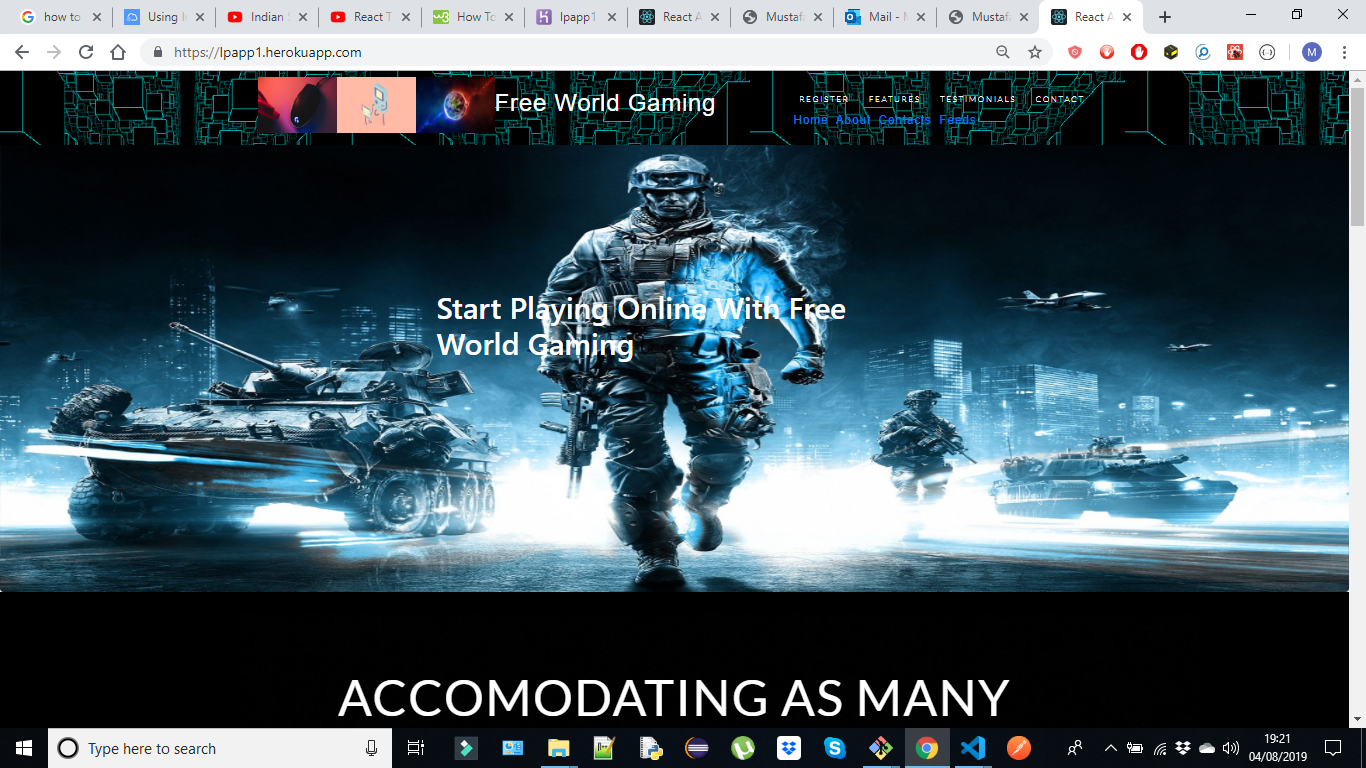 how to
Using I
Indian
React T
How To
lpapp1
React A
Mustaf
Mail - M
Mustaf
React A
https://lpapp1.herokuapp.com
M
Free World Gaming
REGISTER FEATURES TESTIMONIALS CONTACT
Home About Contacts Feeds
Start Playing Online With Free
World Gaming
ACCOMODATING AS MANY
Type here to search
19:21
04/08/2019